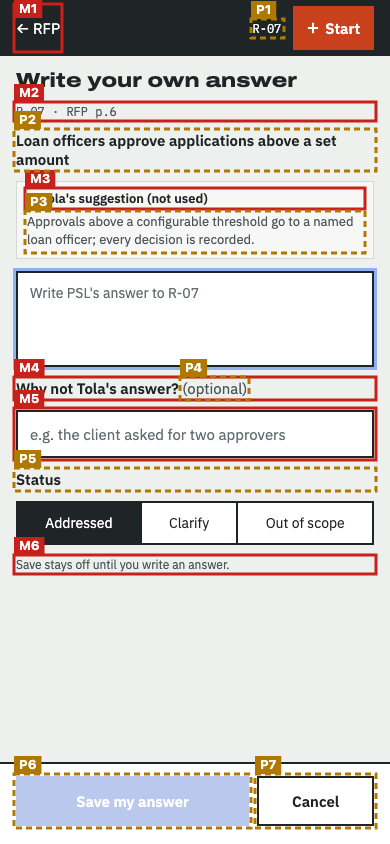 M1
← RFP
P1
R-07
+ Start
Write your own answer
M2
R-07 · RFP p.6
P2
Loan officers approve applications above a set
amount
M3
P3
Tola's suggestion (not used)
Approvals above a configurable threshold go to a named
loan officer; every decision is recorded.
Write PSL's answer to R-07
M4
P4
Why not Tola's answer? (optional)
M5
e.g. the client asked for two approvers
P5
Status
Addressed
Clarify
Out of scope
M6
Save stays off until you write an answer.
P6
P7
Save my answer
Cancel